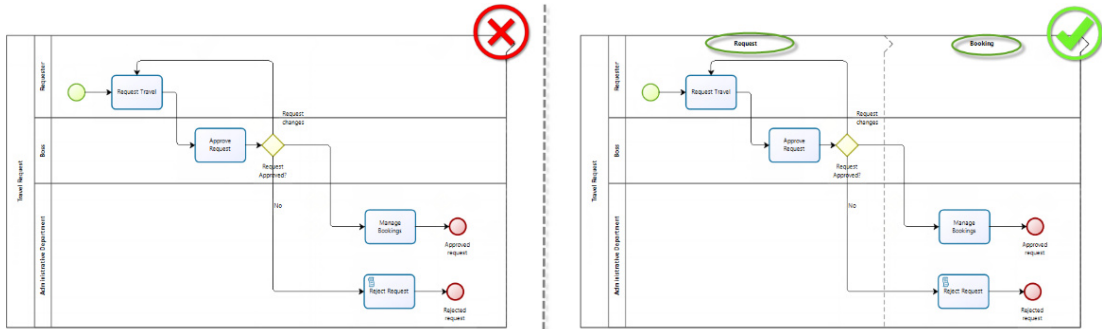 Travel Request
Requester
Boss
Administrative Department
Request Travel
Request
changes
Approve
Request
Request
Approved?
No
Manage
Bookings
Approved
request
Reject Request
Rejected
request
Request
Booking
Travel Request
Requester
Boss
Administrative Department
Request Travel
Request
changes
Approve
Request
Request
Approved?
No
Manage
Bookings
Approved
request
Reject Request
Rejected
request